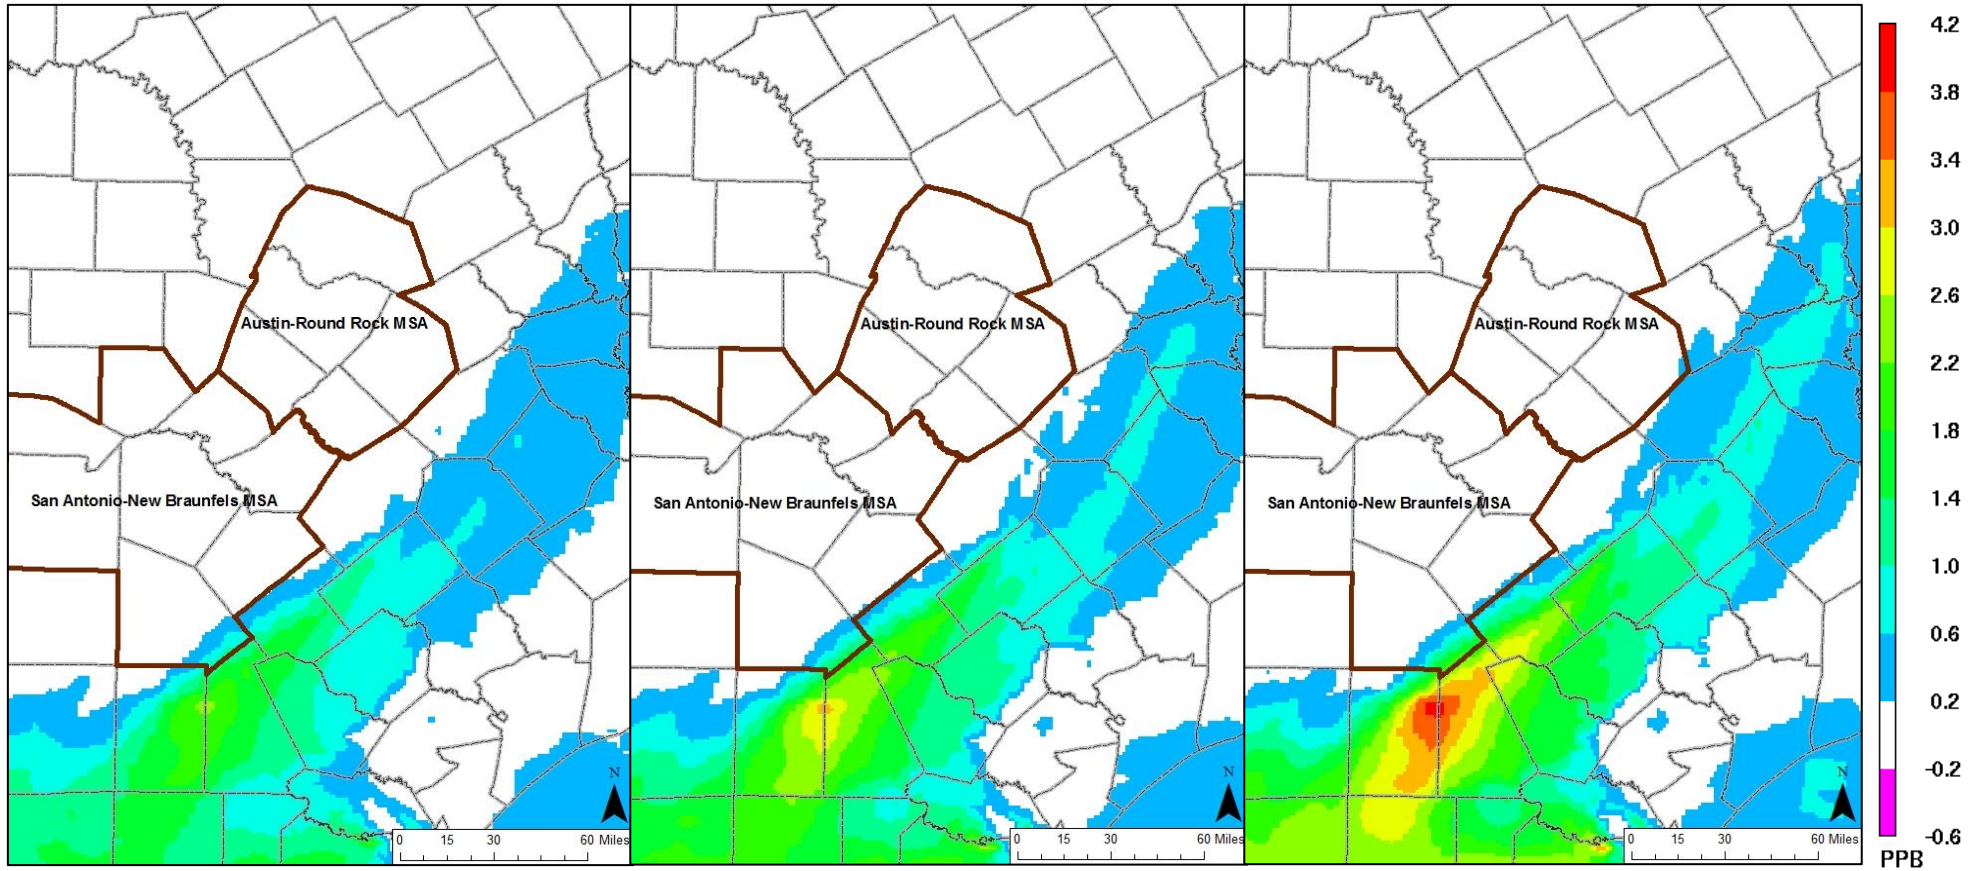 Austin-Round Rock MSA
San Antonio-New Braunfels MSA
N
0 15 30 60 Miles
Austin-Round Rock MSA
San Antonio-New Braunfels MSA
N
0 15 30 60 Miles
Austin-Round Rock MSA
San Antonio-New Braunfels MSA
N
0 15 30 60 Miles
4.2
3.8
3.4
3.0
2.6
2.2
1.8
1.4
1.0
0.6
0.2
-0.2
-0.6
PPB